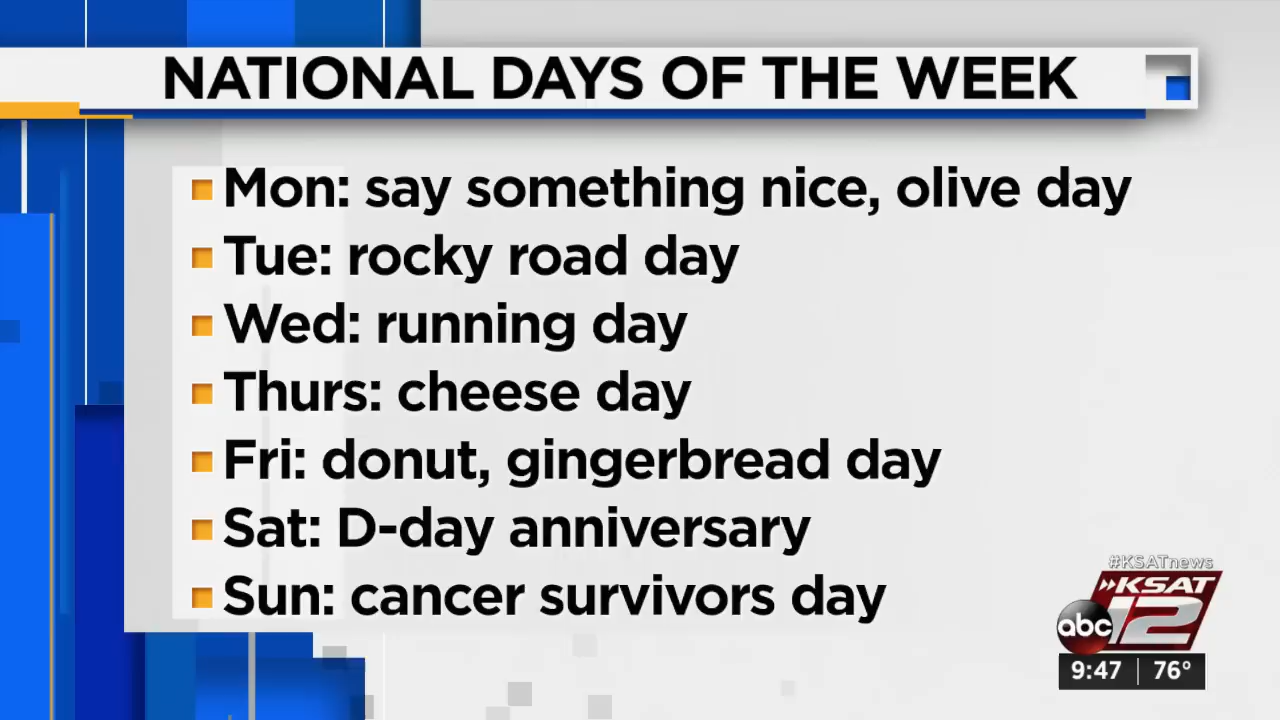 NATIONAL DAYS OF THE WEEK
Mon: say something nice, olive day
Tue: rocky road day
Wed: running day
Thurs: cheese day
Fri: donut, gingerbread day
Sat: D-day anniversary
Sun: cancer survivors day
#KSATnews
KSAT
abc 12
9:47 76°